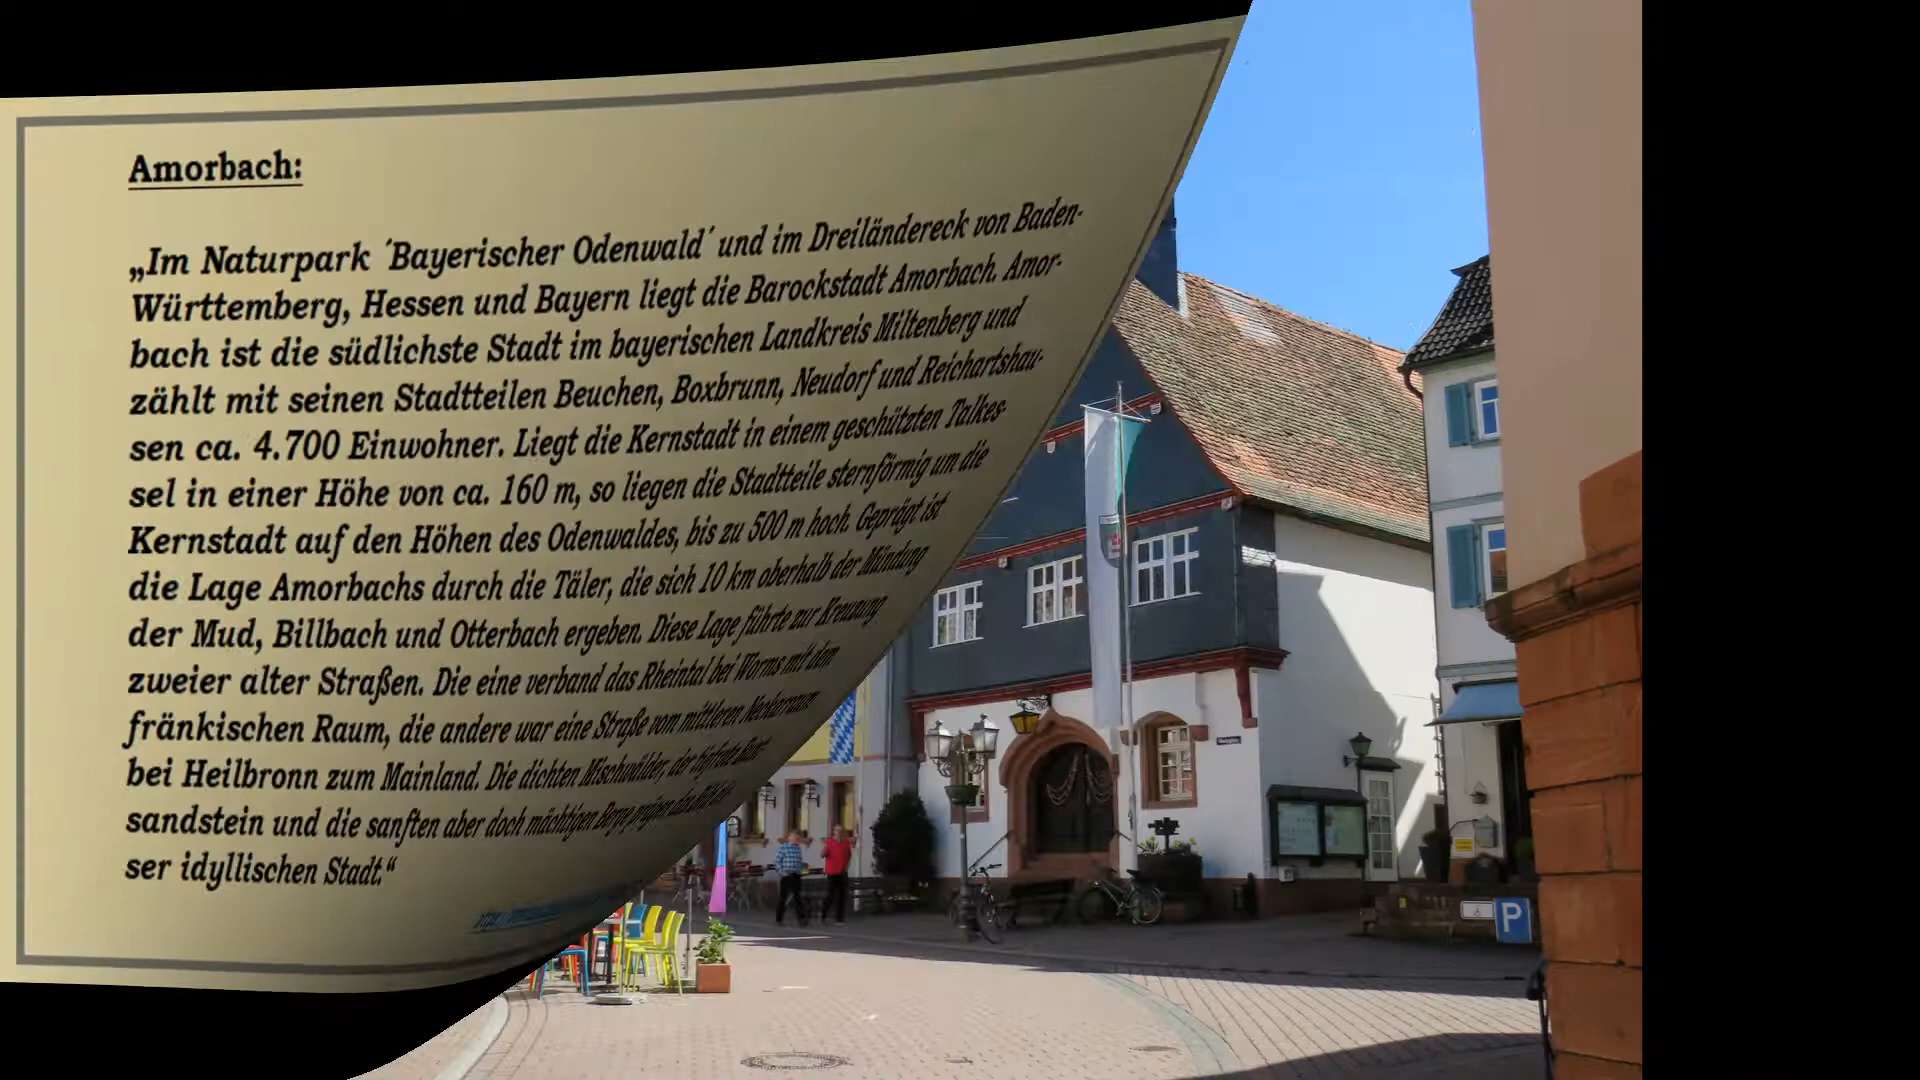 Amorbach:
„Im Naturpark ´Bayerischer Odenwald´ und im Dreiländereck von Baden-
Württemberg, Hessen und Bayern liegt die Barockstadt Amorbach. Amor-
bach ist die südlichste Stadt im bayerischen Landkreis Miltenberg und
zählt mit seinen Stadtteilen Beuchen, Boxbrunn, Neudorf und Reichartshau-
sen ca. 4.700 Einwohner. Liegt die Kernstadt in einem geschützten Talkes-
sel in einer Höhe von ca. 160 m, so liegen die Stadtteile sternförmig um die
Kernstadt auf den Höhen des Odenwaldes, bis zu 500 m hoch. Geprägt ist
die Lage Amorbachs durch die Täler, die sich 10 km oberhalb der Mündung
der Mud, Billbach und Otterbach ergeben. Diese Lage führte zur Kreuzung
zweier alter Straßen. Die eine verband das Rheintal bei Worms mit dem
fränkischen Raum, die andere war eine Straße vom mittleren Neckarraum
bei Heilbronn zum Mainland. Die dichten Mischwälder, der tiefrote Bunt-
sandstein und die sanften aber doch mächtigen Berge prägen das Bild
ser idyllischen Stadt.“
P